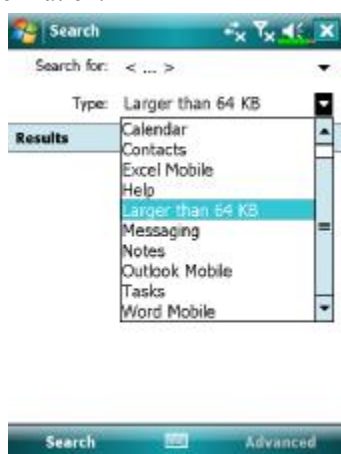 Search
Search for: < ... >
Type: Larger than 64 KB
Results
Calendar
Contacts
Excel Mobile
Help
Larger than 64 KB
Messaging
Notes
Outlook Mobile
Tasks
Word Mobile
Search Advanced